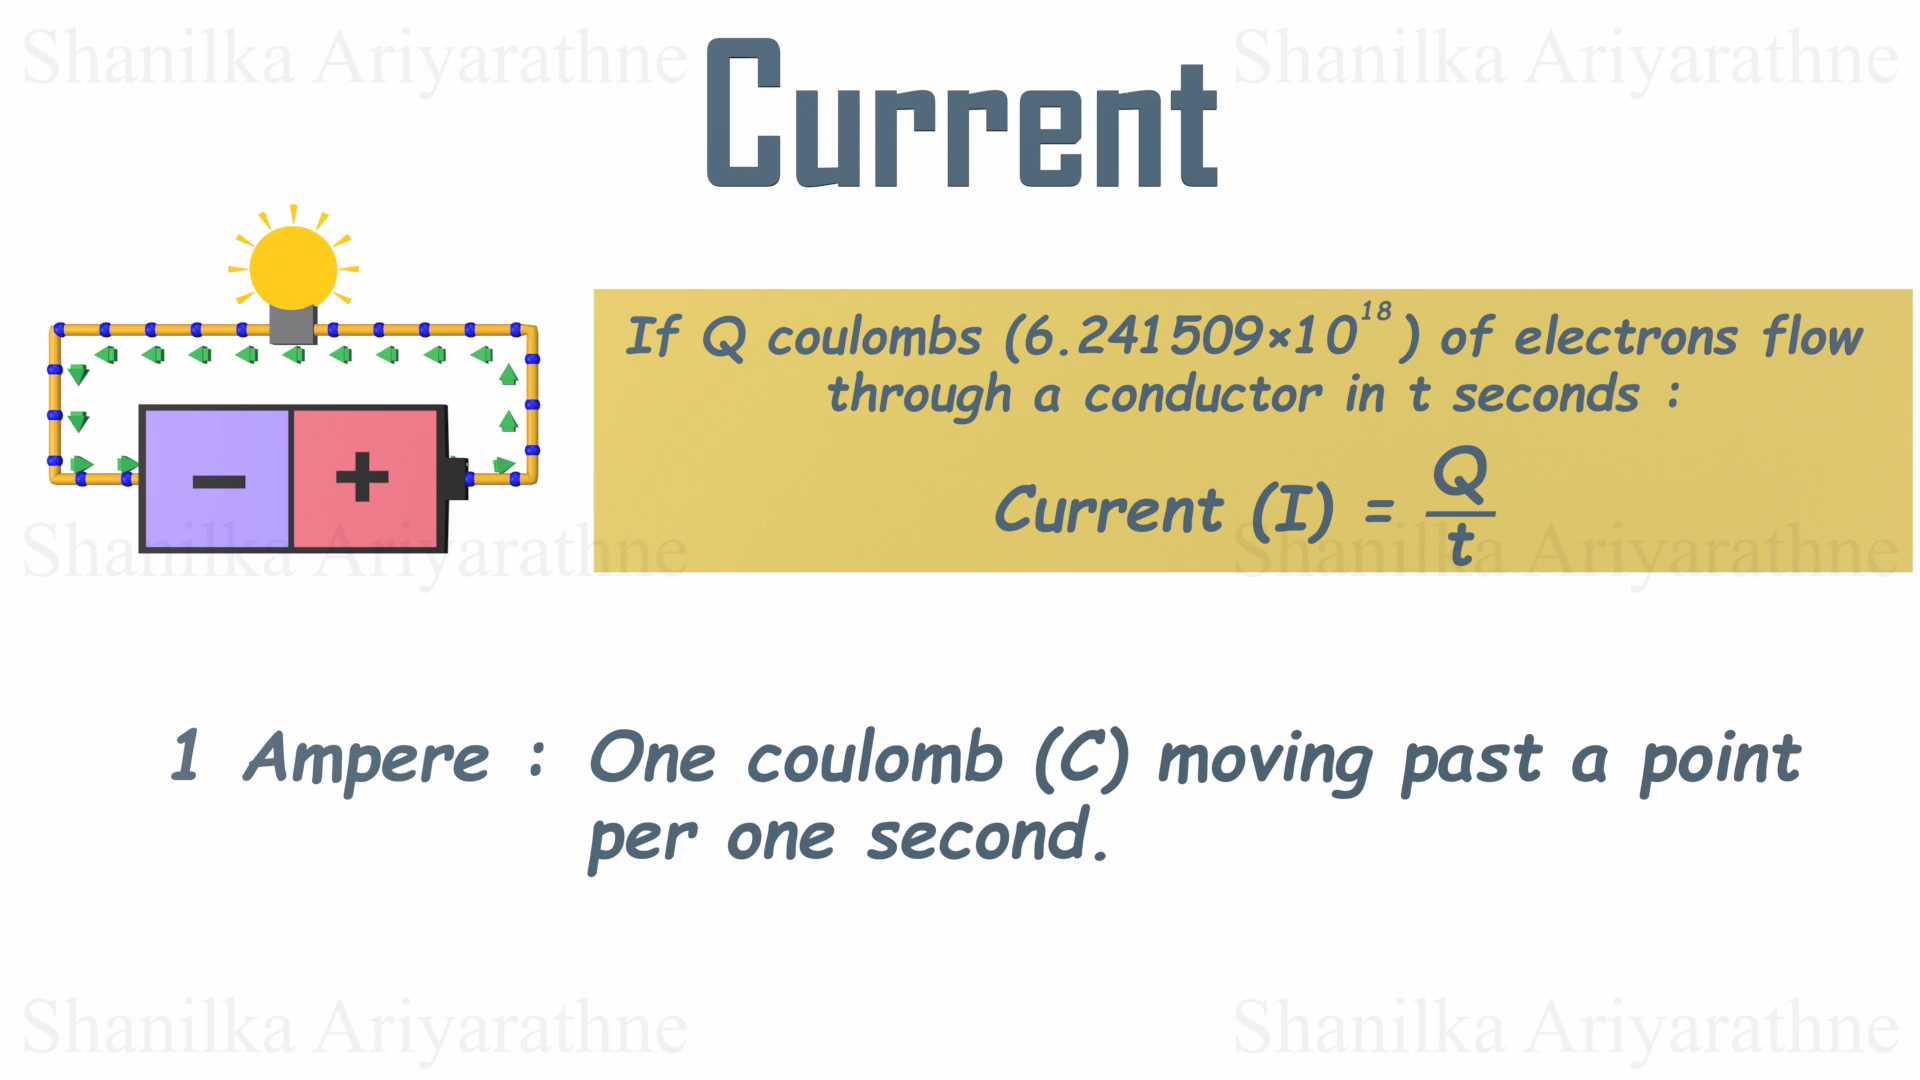 Shanilka Ariyarathne Shanilka Ariyarathne
Current
If Q coulombs (6.241509×10¹⁸) of electrons flow
through a conductor in t seconds :
Current (I) = Q/t
− +
Shanilka Ariyarathne Shanilka Ariyarathne
1 Ampere : One coulomb (C) moving past a point
per one second.
Shanilka Ariyarathne Shanilka Ariyarathne